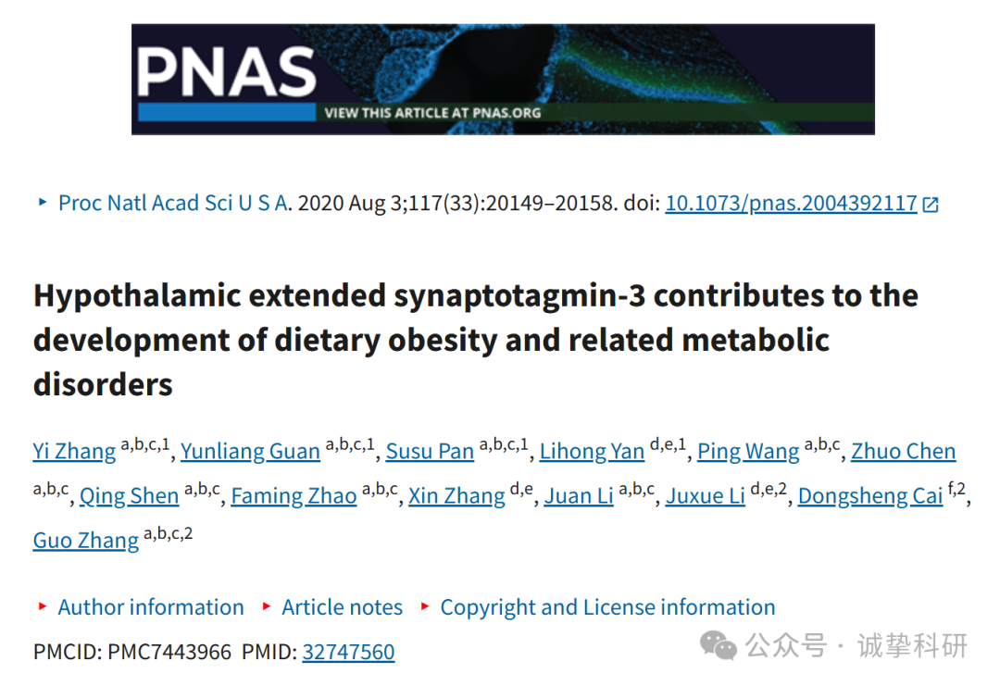 PNAS
VIEW THIS ARTICLE AT PNAS.ORG
‣ Proc Natl Acad Sci U S A. 2020 Aug 3;117(33):20149–20158. doi: 10.1073/pnas.2004392117
Hypothalamic extended synaptotagmin-3 contributes to the
development of dietary obesity and related metabolic
disorders
Yi Zhang a,b,c,1, Yunliang Guan a,b,c,1, Susu Pan a,b,c,1, Lihong Yan d,e,1, Ping Wang a,b,c, Zhuo Chen
a,b,c, Qing Shen a,b,c, Faming Zhao a,b,c, Xin Zhang d,e, Juan Li a,b,c, Juxue Li d,e,2, Dongsheng Cai f,2,
Guo Zhang a,b,c,2
‣ Author information ‣ Article notes ‣ Copyright and License information
PMCID: PMC7443966 PMID: 32747560
公众号 · 诚挚科研